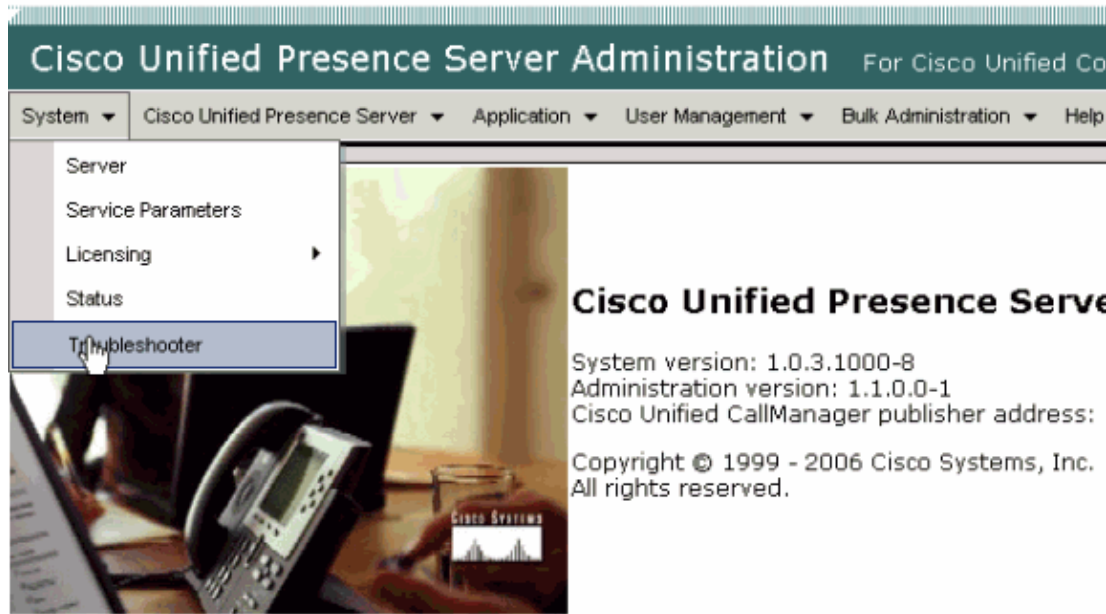 Cisco Unified Presence Server Administration For Cisco Unified Co
System Cisco Unified Presence Server Application User Management Bulk Administration Help
Server
Service Parameters
Licensing
Status
Troubleshooter
Cisco Unified Presence Serve
System version: 1.0.3.1000-8
Administration version: 1.1.0.0-1
Cisco Unified CallManager publisher address:
Copyright © 1999 - 2006 Cisco Systems, Inc.
All rights reserved.
CISCO SYSTEMS